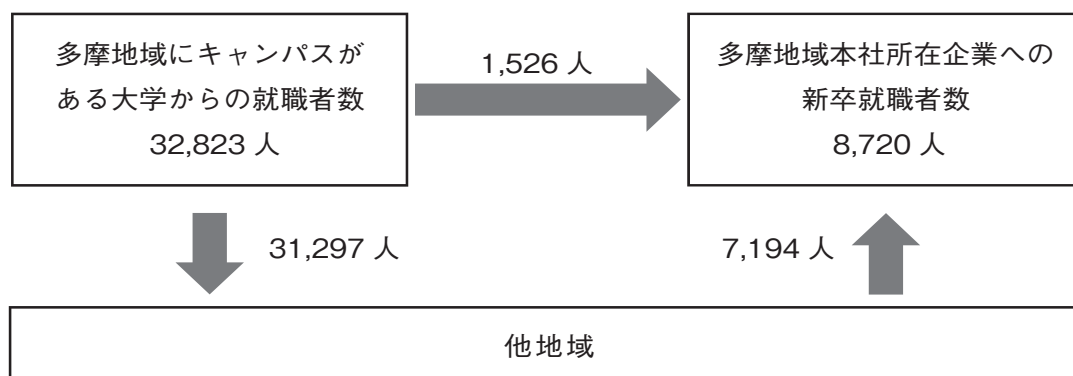 多摩地域にキャンパスが
ある大学からの就職者数
32,823 人
1,526 人
多摩地域本社所在企業への
新卒就職者数
8,720 人
31,297 人
7,194 人
他地域